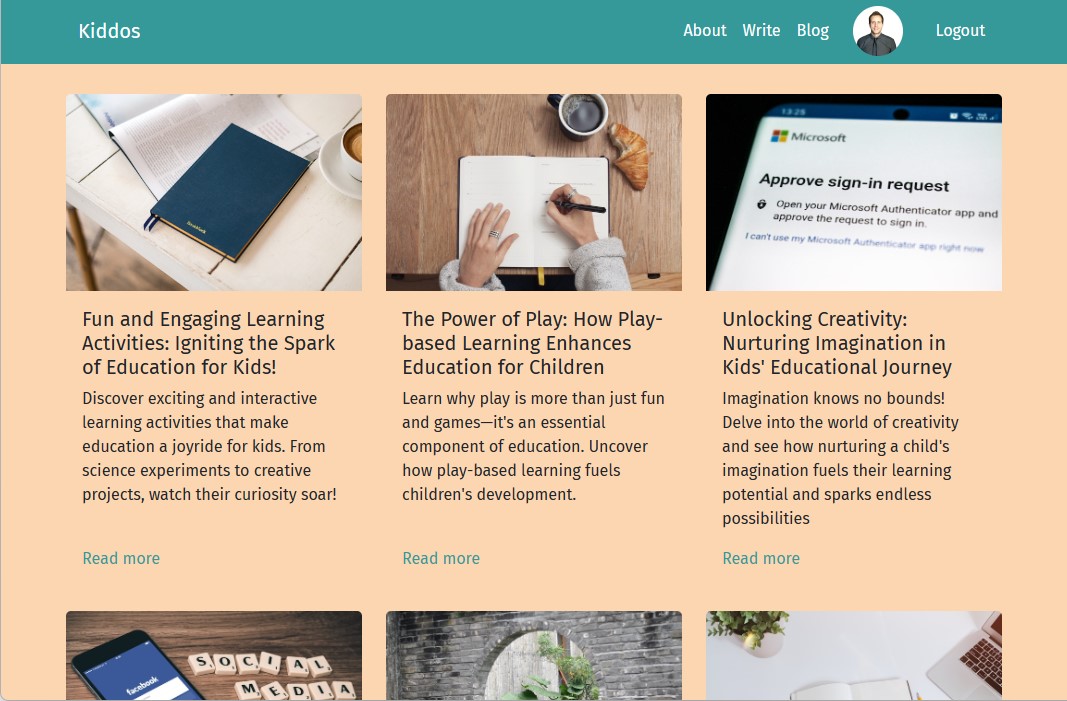 Kiddos
About Write Blog Logout
13:25
Microsoft
Approve sign-in request
Open your Microsoft Authenticator app and
approve the request to sign in.
I can't use my Microsoft Authenticator app right now
Fun and Engaging Learning
Activities: Igniting the Spark
of Education for Kids!
Discover exciting and interactive
learning activities that make
education a joyride for kids. From
science experiments to creative
projects, watch their curiosity soar!
Read more
The Power of Play: How Play-
based Learning Enhances
Education for Children
Learn why play is more than just fun
and games—it's an essential
component of education. Uncover
how play-based learning fuels
children's development.
Read more
Unlocking Creativity:
Nurturing Imagination in
Kids' Educational Journey
Imagination knows no bounds!
Delve into the world of creativity
and see how nurturing a child's
imagination fuels their learning
potential and sparks endless
possibilities
Read more
facebook
SOCIAL
MEDIA